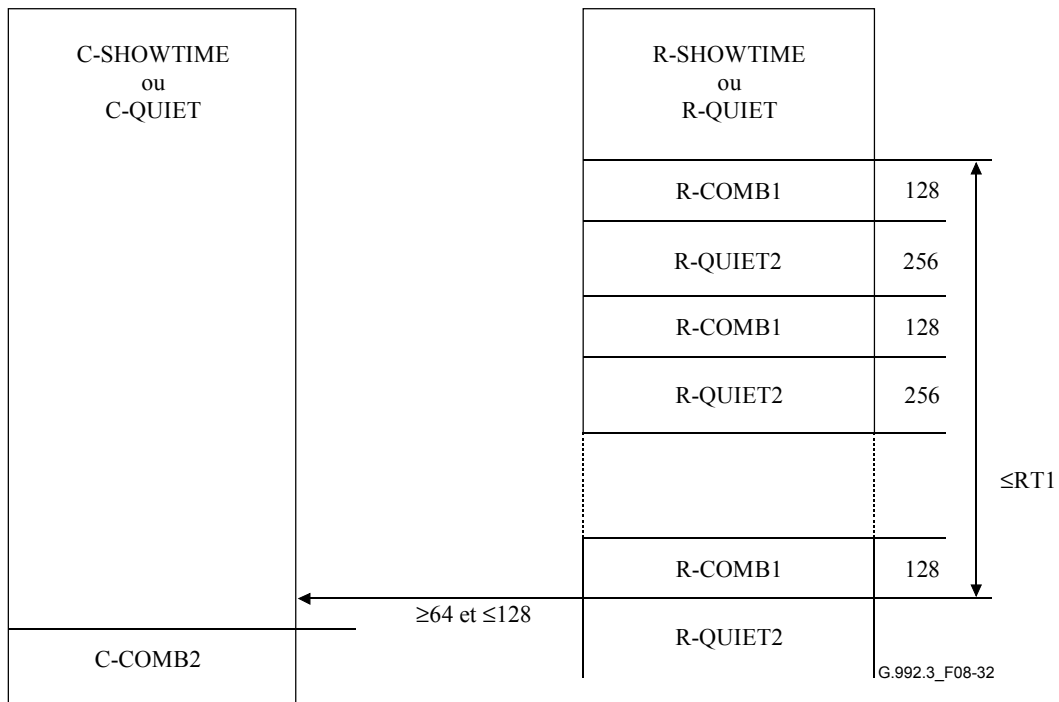 C-SHOWTIME
ou
C-QUIET
R-SHOWTIME
ou
R-QUIET
R-COMB1
128
R-QUIET2
256
R-COMB1
128
R-QUIET2
256
≤RT1
R-COMB1
128
≥64 et ≤128
R-QUIET2
C-COMB2
G.992.3_F08-32